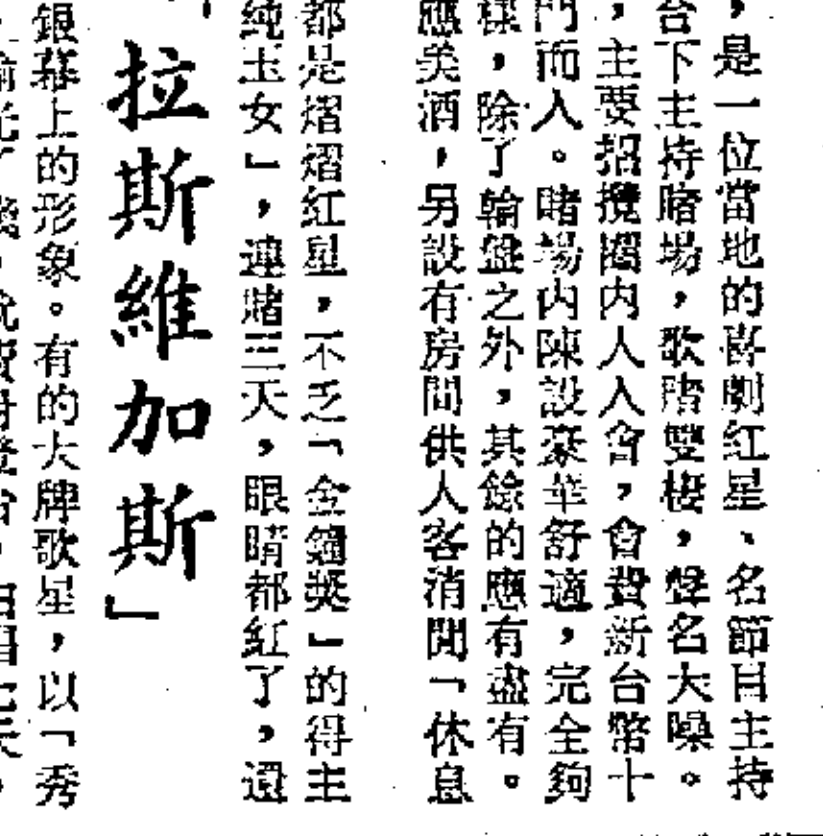 ，是一位當地的喜劇紅星、名節目主持
台下主持賭場，歌賭雙棲，聲名大噪。
，主要招攬圈内人入會，會費新台幣十
門而入。賭場内陳設豪華舒適，完全夠
樣，除了輪盤之外，其餘的應有盡有。
應美酒，另設有房間供人客消閒「休息
都是熠熠紅星，不乏「金鐘獎」的得主
純玉女」，連賭三天，眼睛都紅了，還
拉斯維加斯」
銀幕上的形象。有的大牌歌星，以「秀